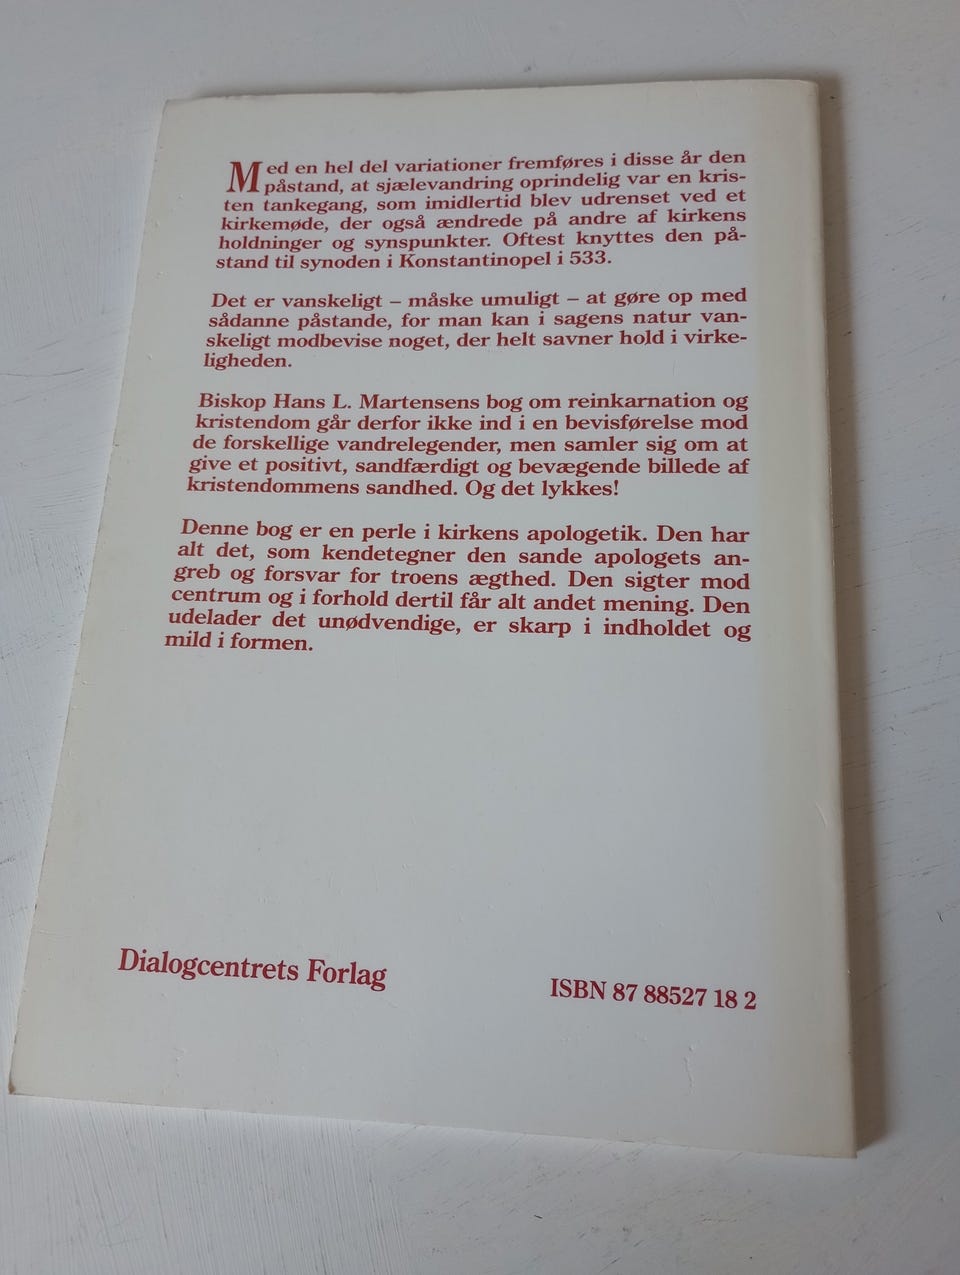 Med en hel del variationer fremføres i disse år den
påstand, at sjælevandring oprindelig var en kris-
ten tankegang, som imidlertid blev udrenset ved et
kirkemøde, der også ændrede på andre af kirkens
holdninger og synspunkter. Oftest knyttes den på-
stand til synoden i Konstantinopel i 533.
Det er vanskeligt – måske umuligt – at gøre op med
sådanne påstande, for man kan i sagens natur van-
skeligt modbevise noget, der helt savner hold i virke-
ligheden.
Biskop Hans L. Martensens bog om reinkarnation og
kristendom går derfor ikke ind i en bevisførelse mod
de forskellige vandrelegender, men samler sig om at
give et positivt, sandfærdigt og bevægende billede af
kristendommens sandhed. Og det lykkes!
Denne bog er en perle i kirkens apologetik. Den har
alt det, som kendetegner den sande apologets an-
greb og forsvar for troens ægthed. Den sigter mod
centrum og i forhold dertil får alt andet mening. Den
udelader det unødvendige, er skarp i indholdet og
mild i formen.
Dialogcentrets Forlag
ISBN 87 88527 18 2